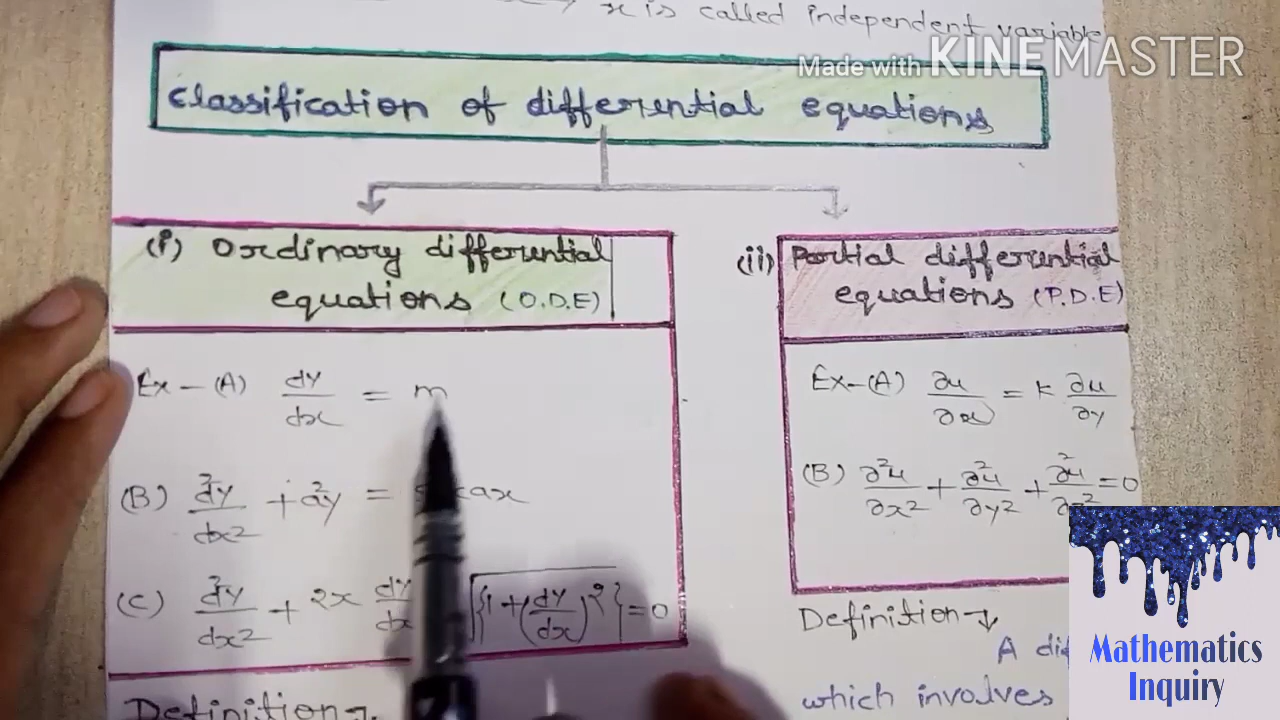 x is called independent variable
Made with KINEMASTER
Classification of differential equations
(i) Ordinary differential
equations (O.D.E)
Ex – (A) dy/dx = m
(B) d²y/dx² + a²y = ax
(C) d²y/dx² + 2x dy/dx √{1+(dy/dx)²} = 0
Definition
(ii) Partial differential
equations (P.D.E)
Ex – (A) ∂u/∂x = k ∂u/∂y
(B) ∂²u/∂x² + ∂²u/∂y² + ∂²u/∂z² = 0
Definition →
A
which involves
Mathematics
Inquiry